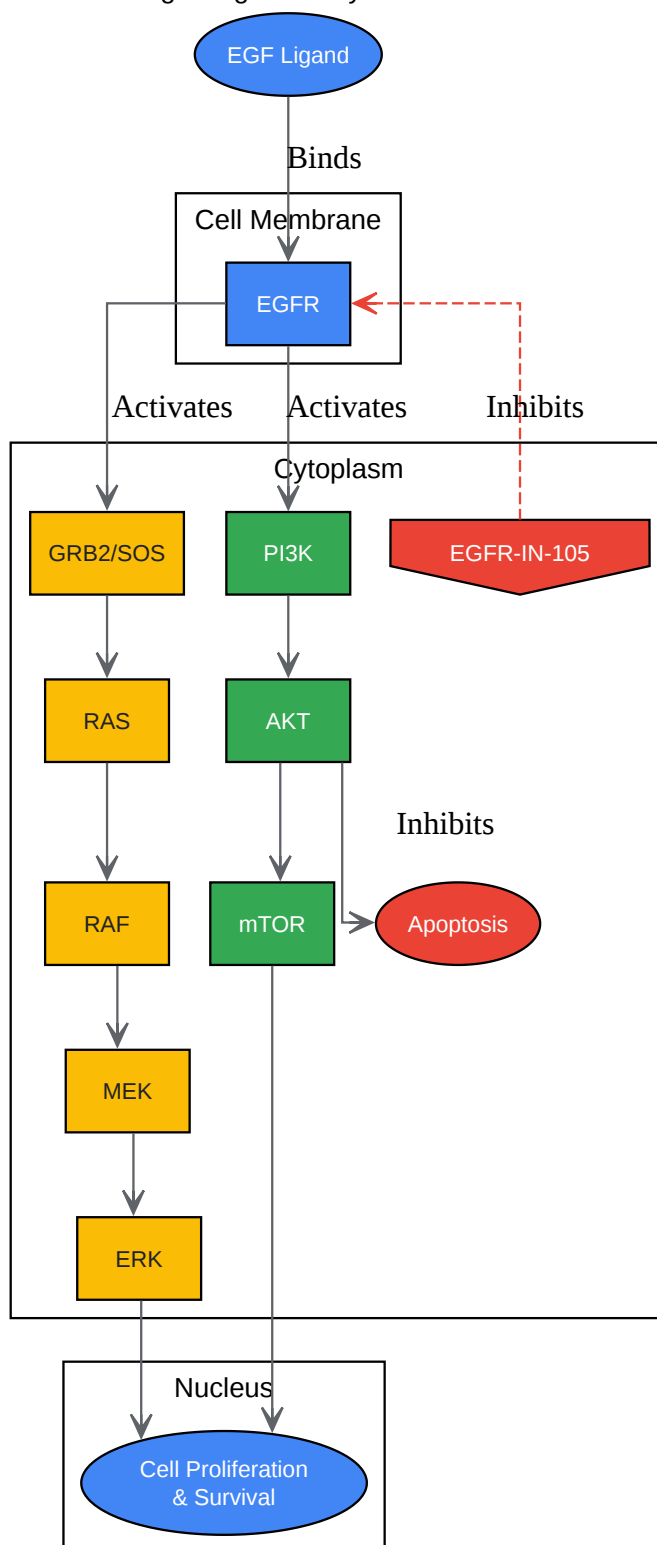 EGF Ligand
Binds
Cell Membrane
EGFR
Activates
Activates
Inhibits
Cytoplasm
GRB2/SOS
PI3K
EGFR-IN-105
RAS
AKT
Inhibits
RAF
mTOR
Apoptosis
MEK
ERK
Nucleus
Cell Proliferation
& Survival